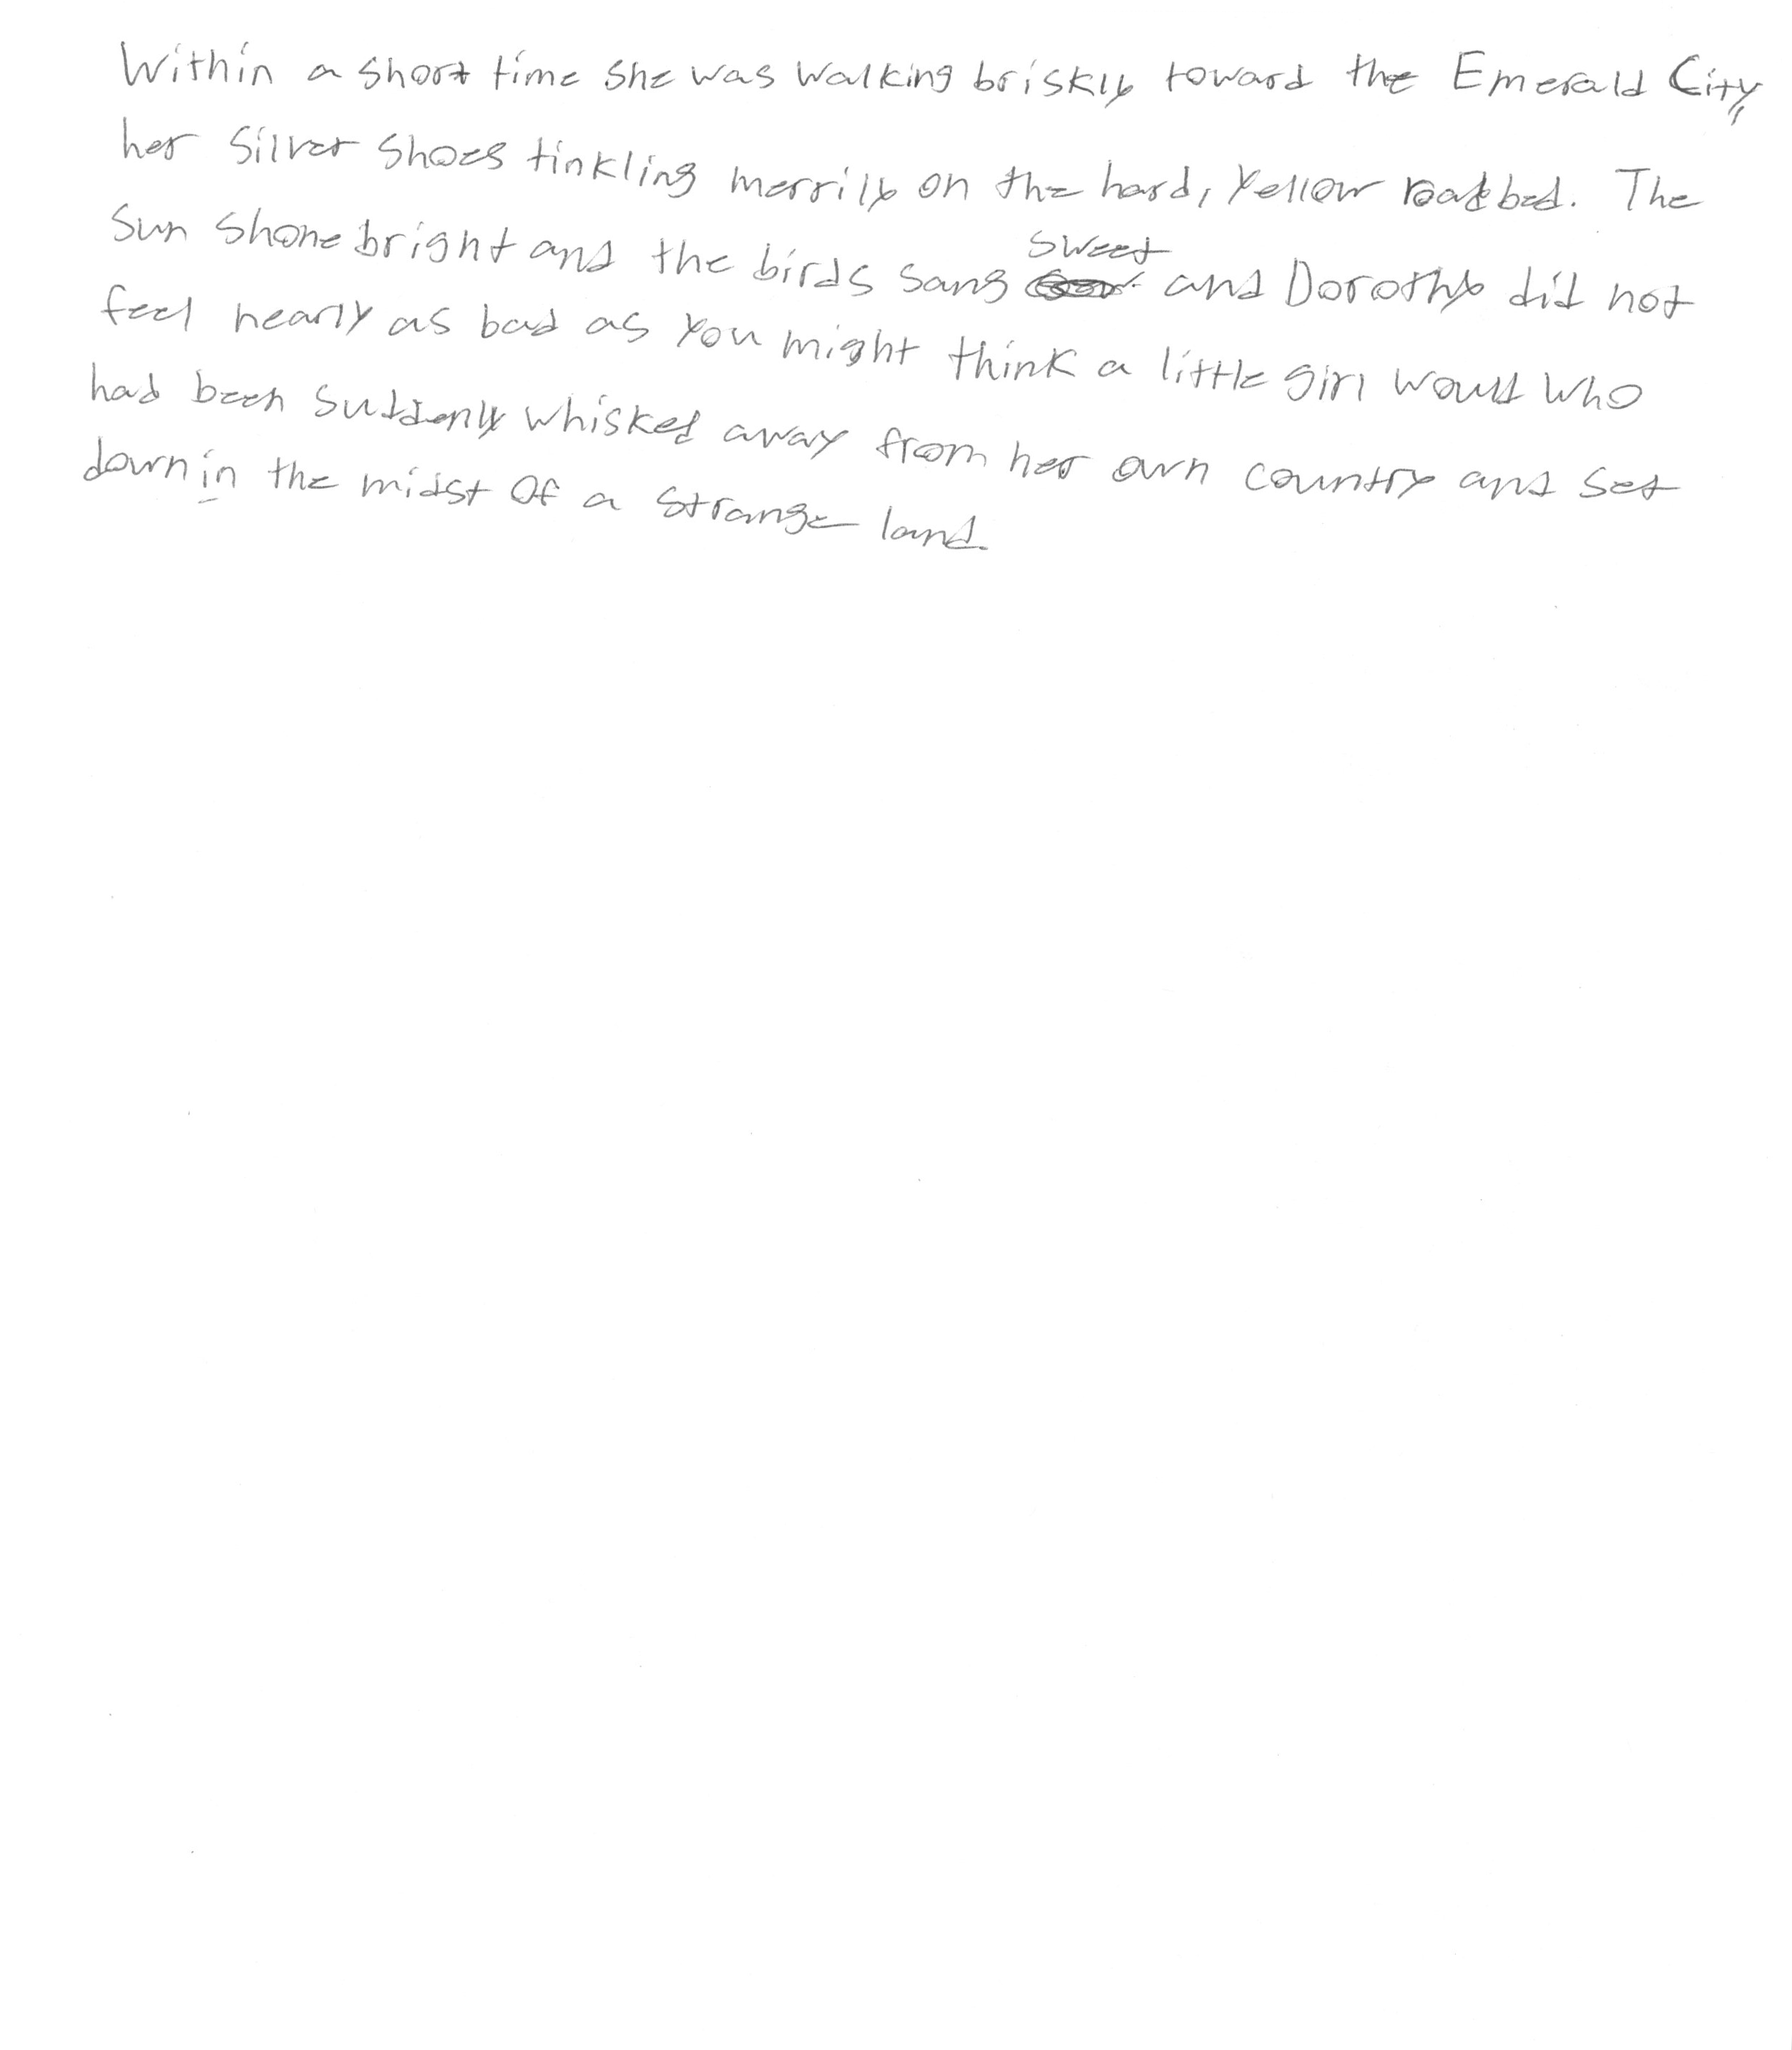 Within a short time she was walking briskly toward the Emerald City,
her Silver Shoes tinkling merrily on the hard, yellow roadbed. The
sun shone bright and the birds sang sweet and Dorothy did not
feel nearly as bad as you might think a little girl would who
had been suddenly whisked away from her own country and set
down in the midst of a strange land.